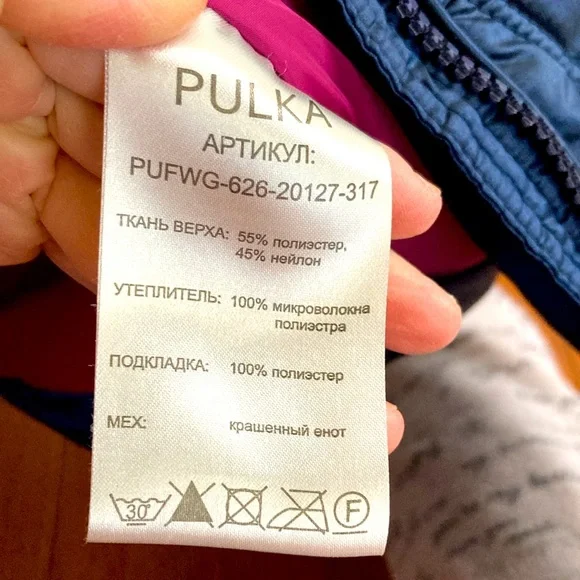 PULKA
АРТИКУЛ:
PUFWG-626-20127-317
ТКАНЬ ВЕРХА: 55% полиэстер,
45% нейлон
УТЕПЛИТЕЛЬ: 100% микроволокна
полиэстра
ПОДКЛАДКА: 100% полиэстер
МЕХ: крашенный енот
30° F